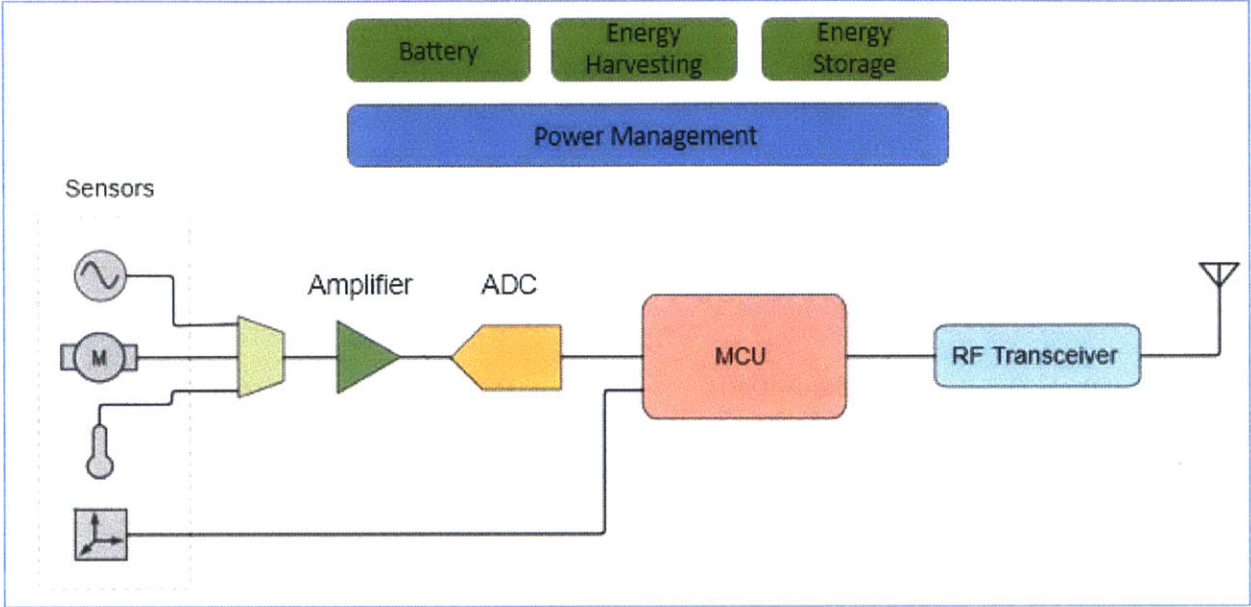 Battery
Energy
Harvesting
Energy
Storage
Power Management
Sensors
Amplifier
ADC
M
MCU
RF Transceiver